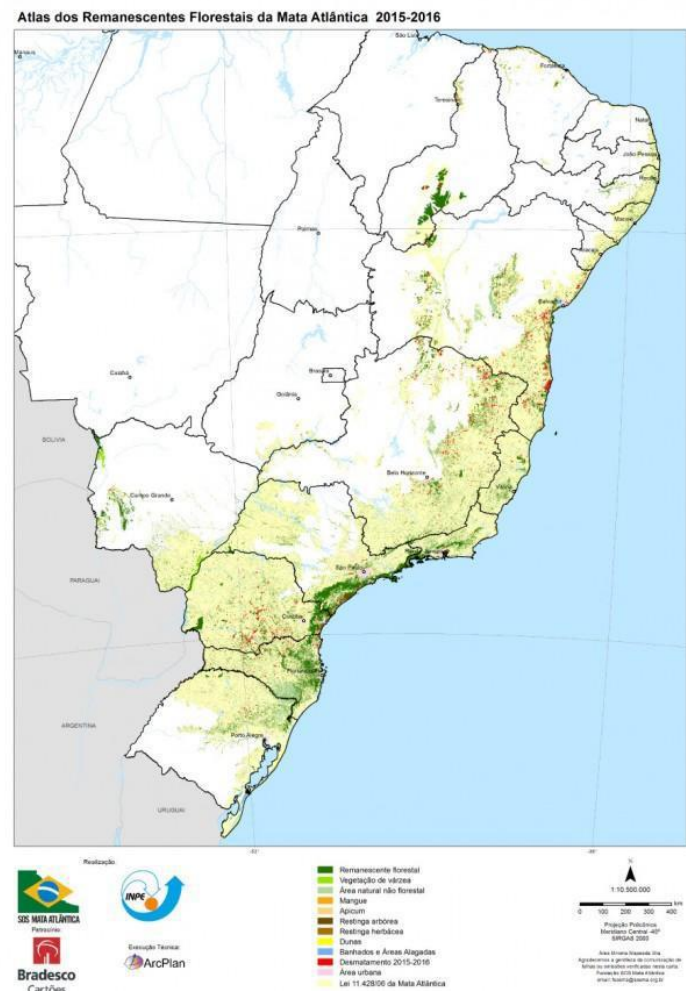 Atlas dos Remanescentes Florestais da Mata Atlântica 2015-2016
São Luís
Manaus
Fortaleza
Teresina
Natal
João Pessoa
Recife
Maceió
Palmas
Aracaju
Salvador
Cuiabá
Brasília
Goiânia
BOLIVIA
Belo Horizonte
Campo Grande
Vitória
São Paulo
PARAGUAI
Curitiba
Florianópolis
ARGENTINA
Porto Alegre
URUGUAI
Realização
SOS MATA ATLÂNTICA
INPE
Patrocínio
Bradesco
Cartões
Execução Técnica
ArcPlan
Remanescente florestal
Vegetação de várzea
Área natural não florestal
Mangue
Apicum
Restinga arbórea
Restinga herbácea
Dunas
Banhados e Áreas Alagadas
Desmatamento 2015-2016
Área urbana
Lei 11.428/06 da Mata Atlântica
N
1:10.500.000
0 100 200 300 400 km
Projeção Policônica
Meridiano Central -45º
SIRGAS 2000